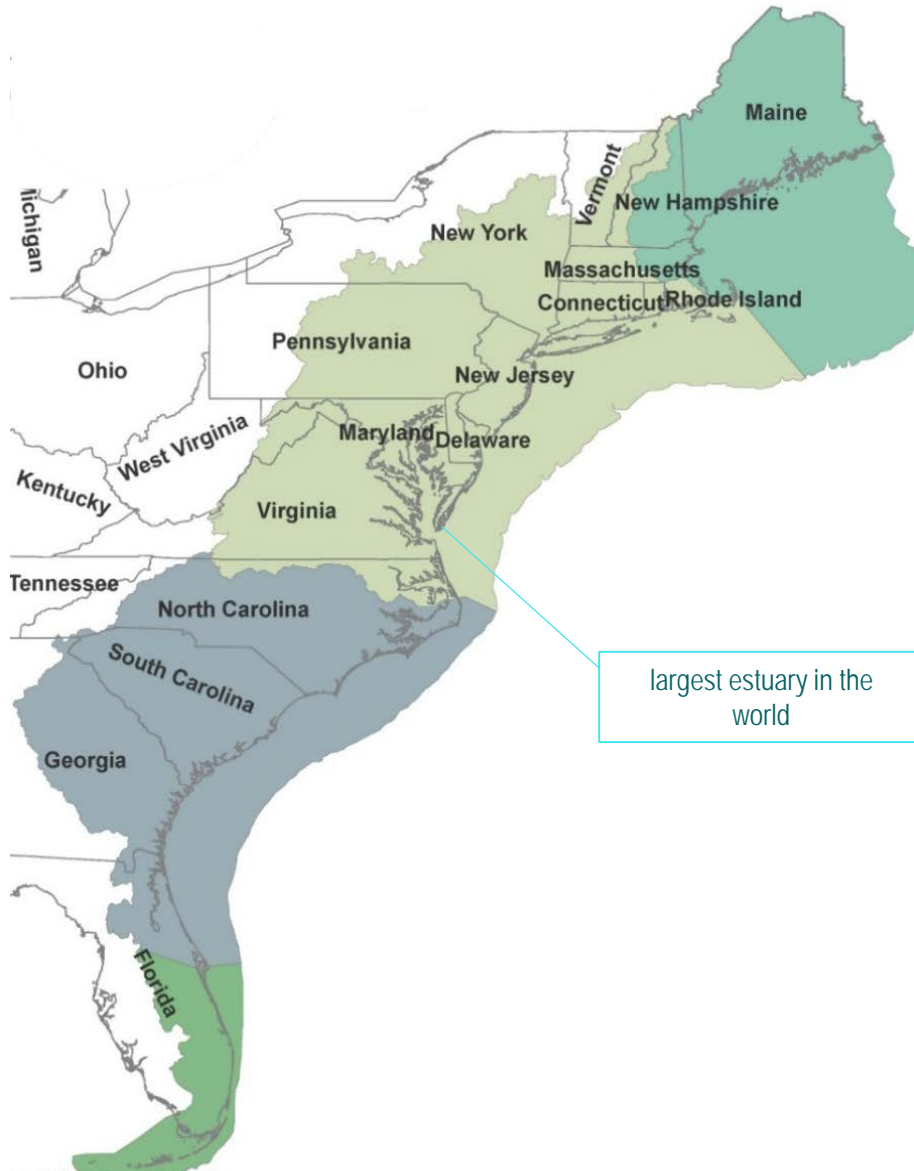 Maine
Vermont
New Hampshire
Michigan
New York
Massachusetts
Connecticut
Rhode Island
Pennsylvania
Ohio
New Jersey
West Virginia
Maryland
Delaware
Kentucky
Virginia
Tennessee
North Carolina
South Carolina
largest estuary in the
world
Georgia
Florida